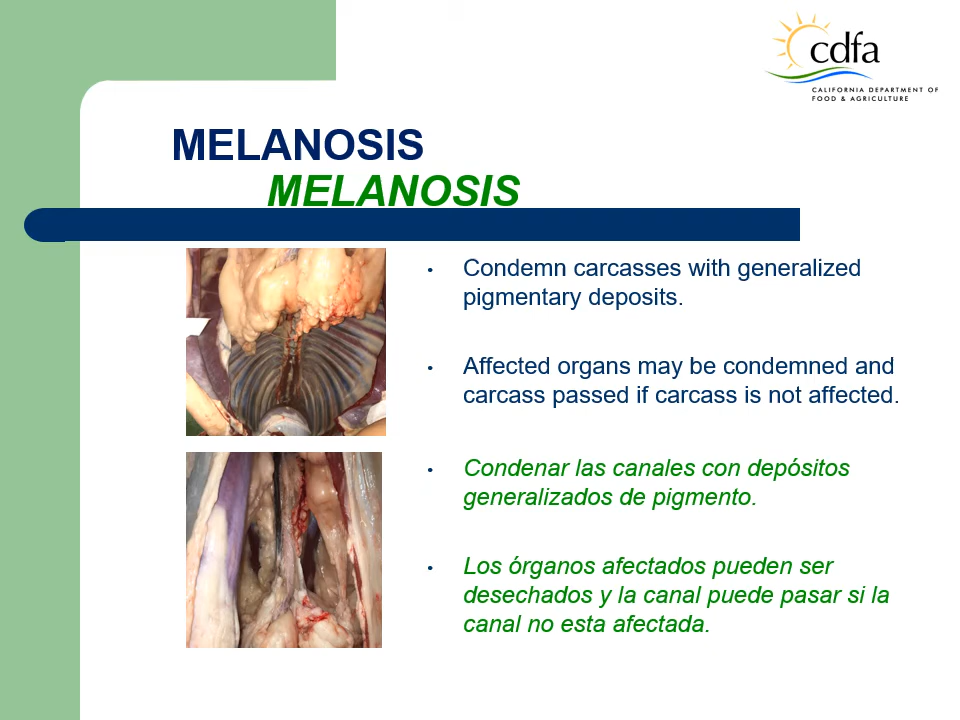 cdfa
CALIFORNIA DEPARTMENT OF
FOOD & AGRICULTURE
MELANOSIS
MELANOSIS
• Condemn carcasses with generalized
pigmentary deposits.
• Affected organs may be condemned and
carcass passed if carcass is not affected.
• Condenar las canales con depósitos
generalizados de pigmento.
• Los órganos afectados pueden ser
desechados y la canal puede pasar si la
canal no esta afectada.